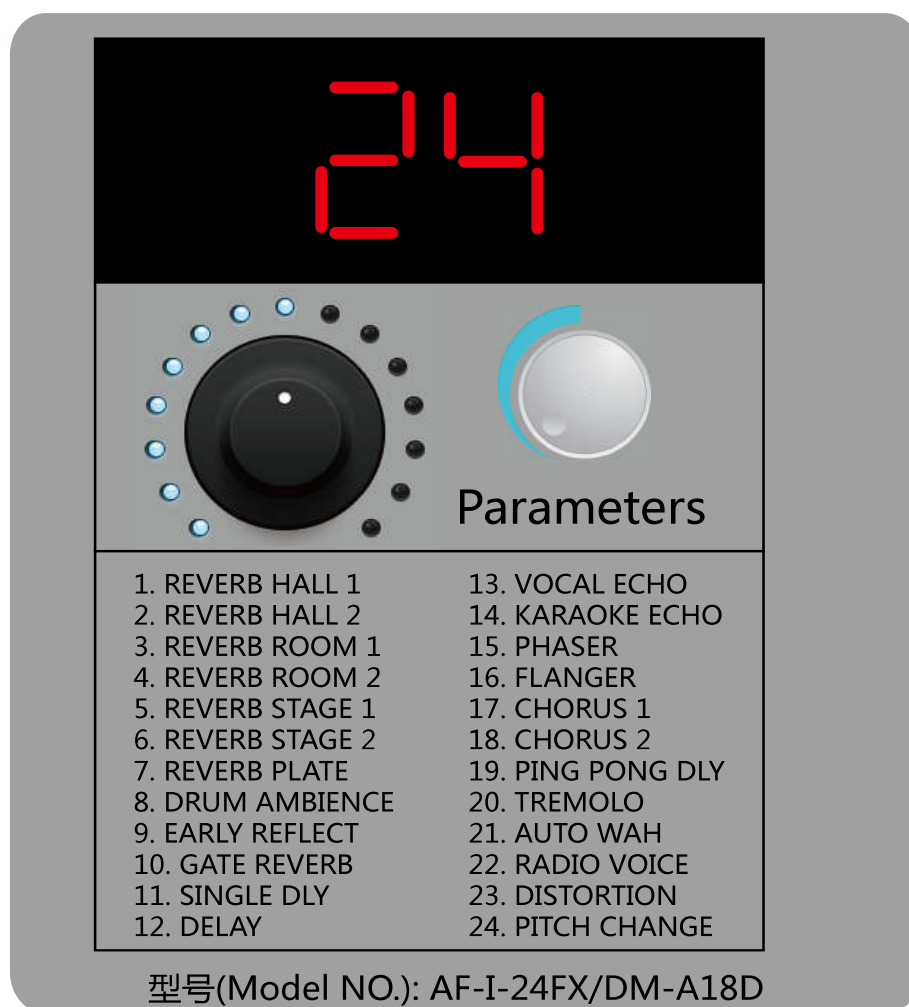 24
Parameters
1. REVERB HALL 1
2. REVERB HALL 2
3. REVERB ROOM 1
4. REVERB ROOM 2
5. REVERB STAGE 1
6. REVERB STAGE 2
7. REVERB PLATE
8. DRUM AMBIENCE
9. EARLY REFLECT
10. GATE REVERB
11. SINGLE DLY
12. DELAY
13. VOCAL ECHO
14. KARAOKE ECHO
15. PHASER
16. FLANGER
17. CHORUS 1
18. CHORUS 2
19. PING PONG DLY
20. TREMOLO
21. AUTO WAH
22. RADIO VOICE
23. DISTORTION
24. PITCH CHANGE
型号(Model NO.): AF-I-24FX/DM-A18D